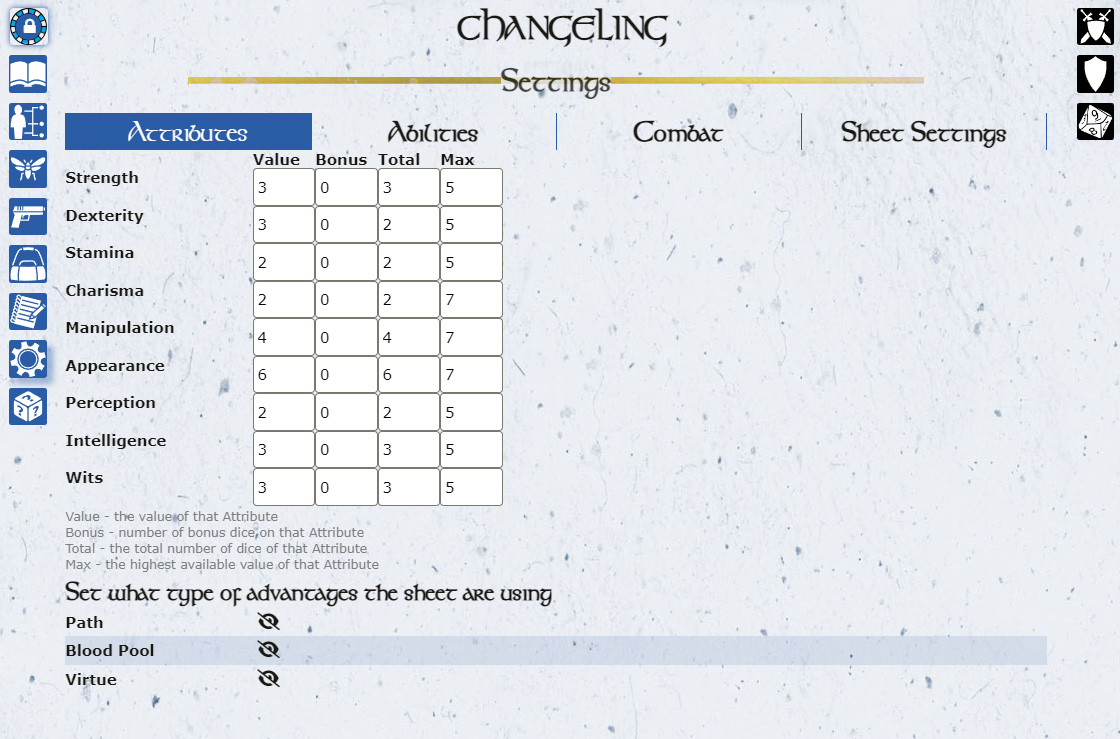 Changeling
Settings
Attributes Abilities Combat Sheet Settings
Value Bonus Total Max
Strength 3 0 3 5
Dexterity 3 0 2 5
Stamina 2 0 2 5
Charisma 2 0 2 7
Manipulation 4 0 4 7
Appearance 6 0 6 7
Perception 2 0 2 5
Intelligence 3 0 3 5
Wits 3 0 3 5
Value - the value of that Attribute
Bonus - number of bonus dice on that Attribute
Total - the total number of dice of that Attribute
Max - the highest available value of that Attribute
Set what type of advantages the sheet are using
Path
Blood Pool
Virtue